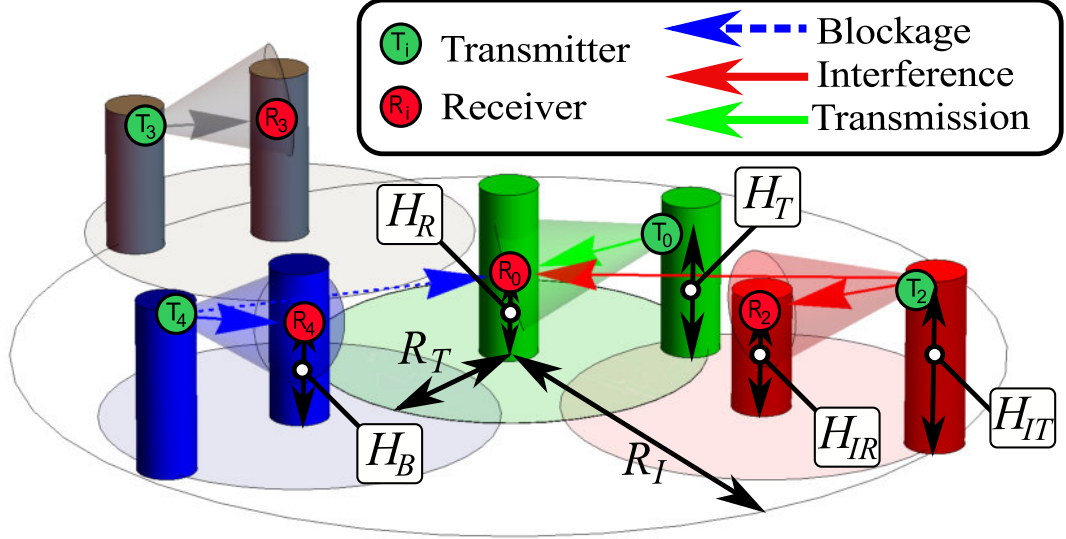 T_i Transmitter
R_i Receiver
Blockage
Interference
Transmission
T_3
R_3
H_R
H_T
T_0
R_0
T_2
T_4
R_4
R_2
R_T
H_B
R_I
H_IR
H_IT